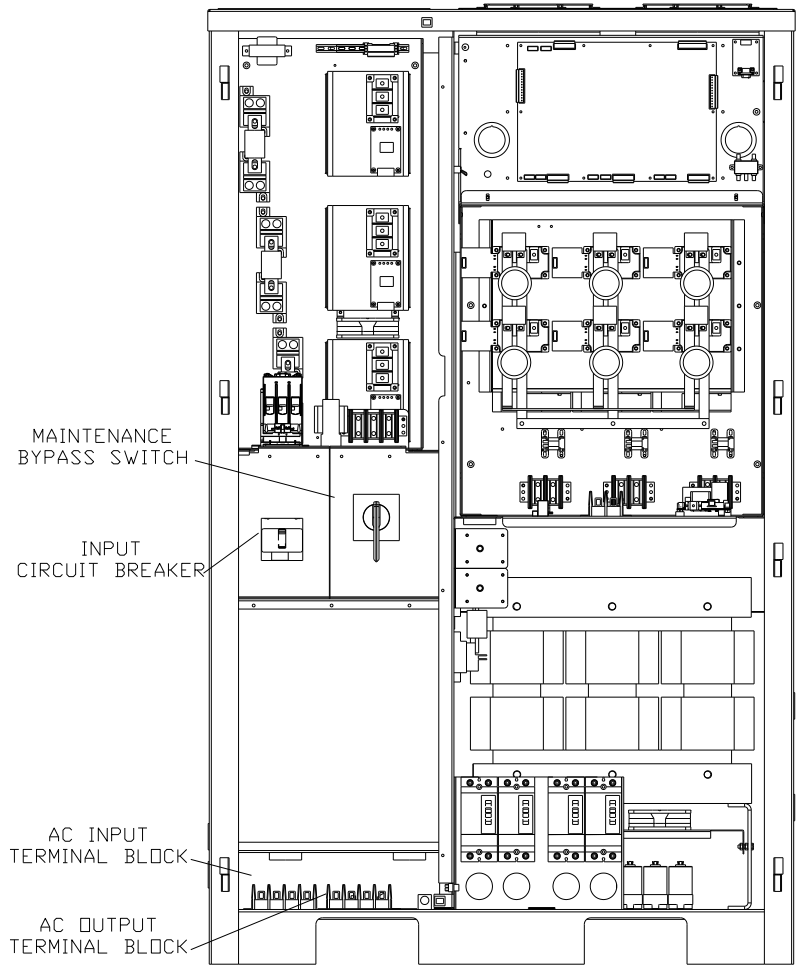 MAINTENANCE
BYPASS SWITCH
INPUT
CIRCUIT BREAKER
AC INPUT
TERMINAL BLOCK
AC OUTPUT
TERMINAL BLOCK